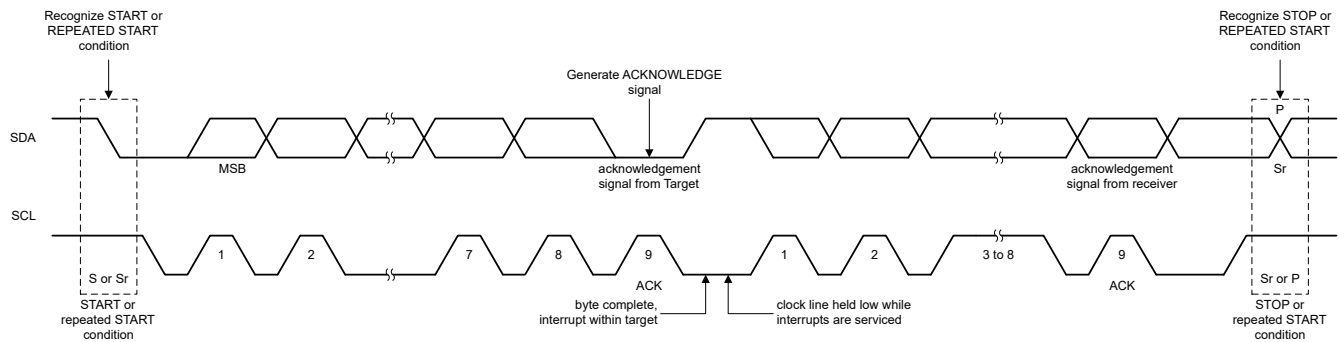 Recognize START or
REPEATED START
condition
Recognize STOP or
REPEATED START
condition
Generate ACKNOWLEDGE
signal
P
SDA
MSB
acknowledgement
signal from Target
acknowledgement
signal from receiver
Sr
SCL
1
2
7
8
9
1
2
3 to 8
9
S or Sr
ACK
ACK
Sr or P
START or
repeated START
condition
byte complete,
interrupt within target
clock line held low while
interrupts are serviced
STOP or
repeated START
condition